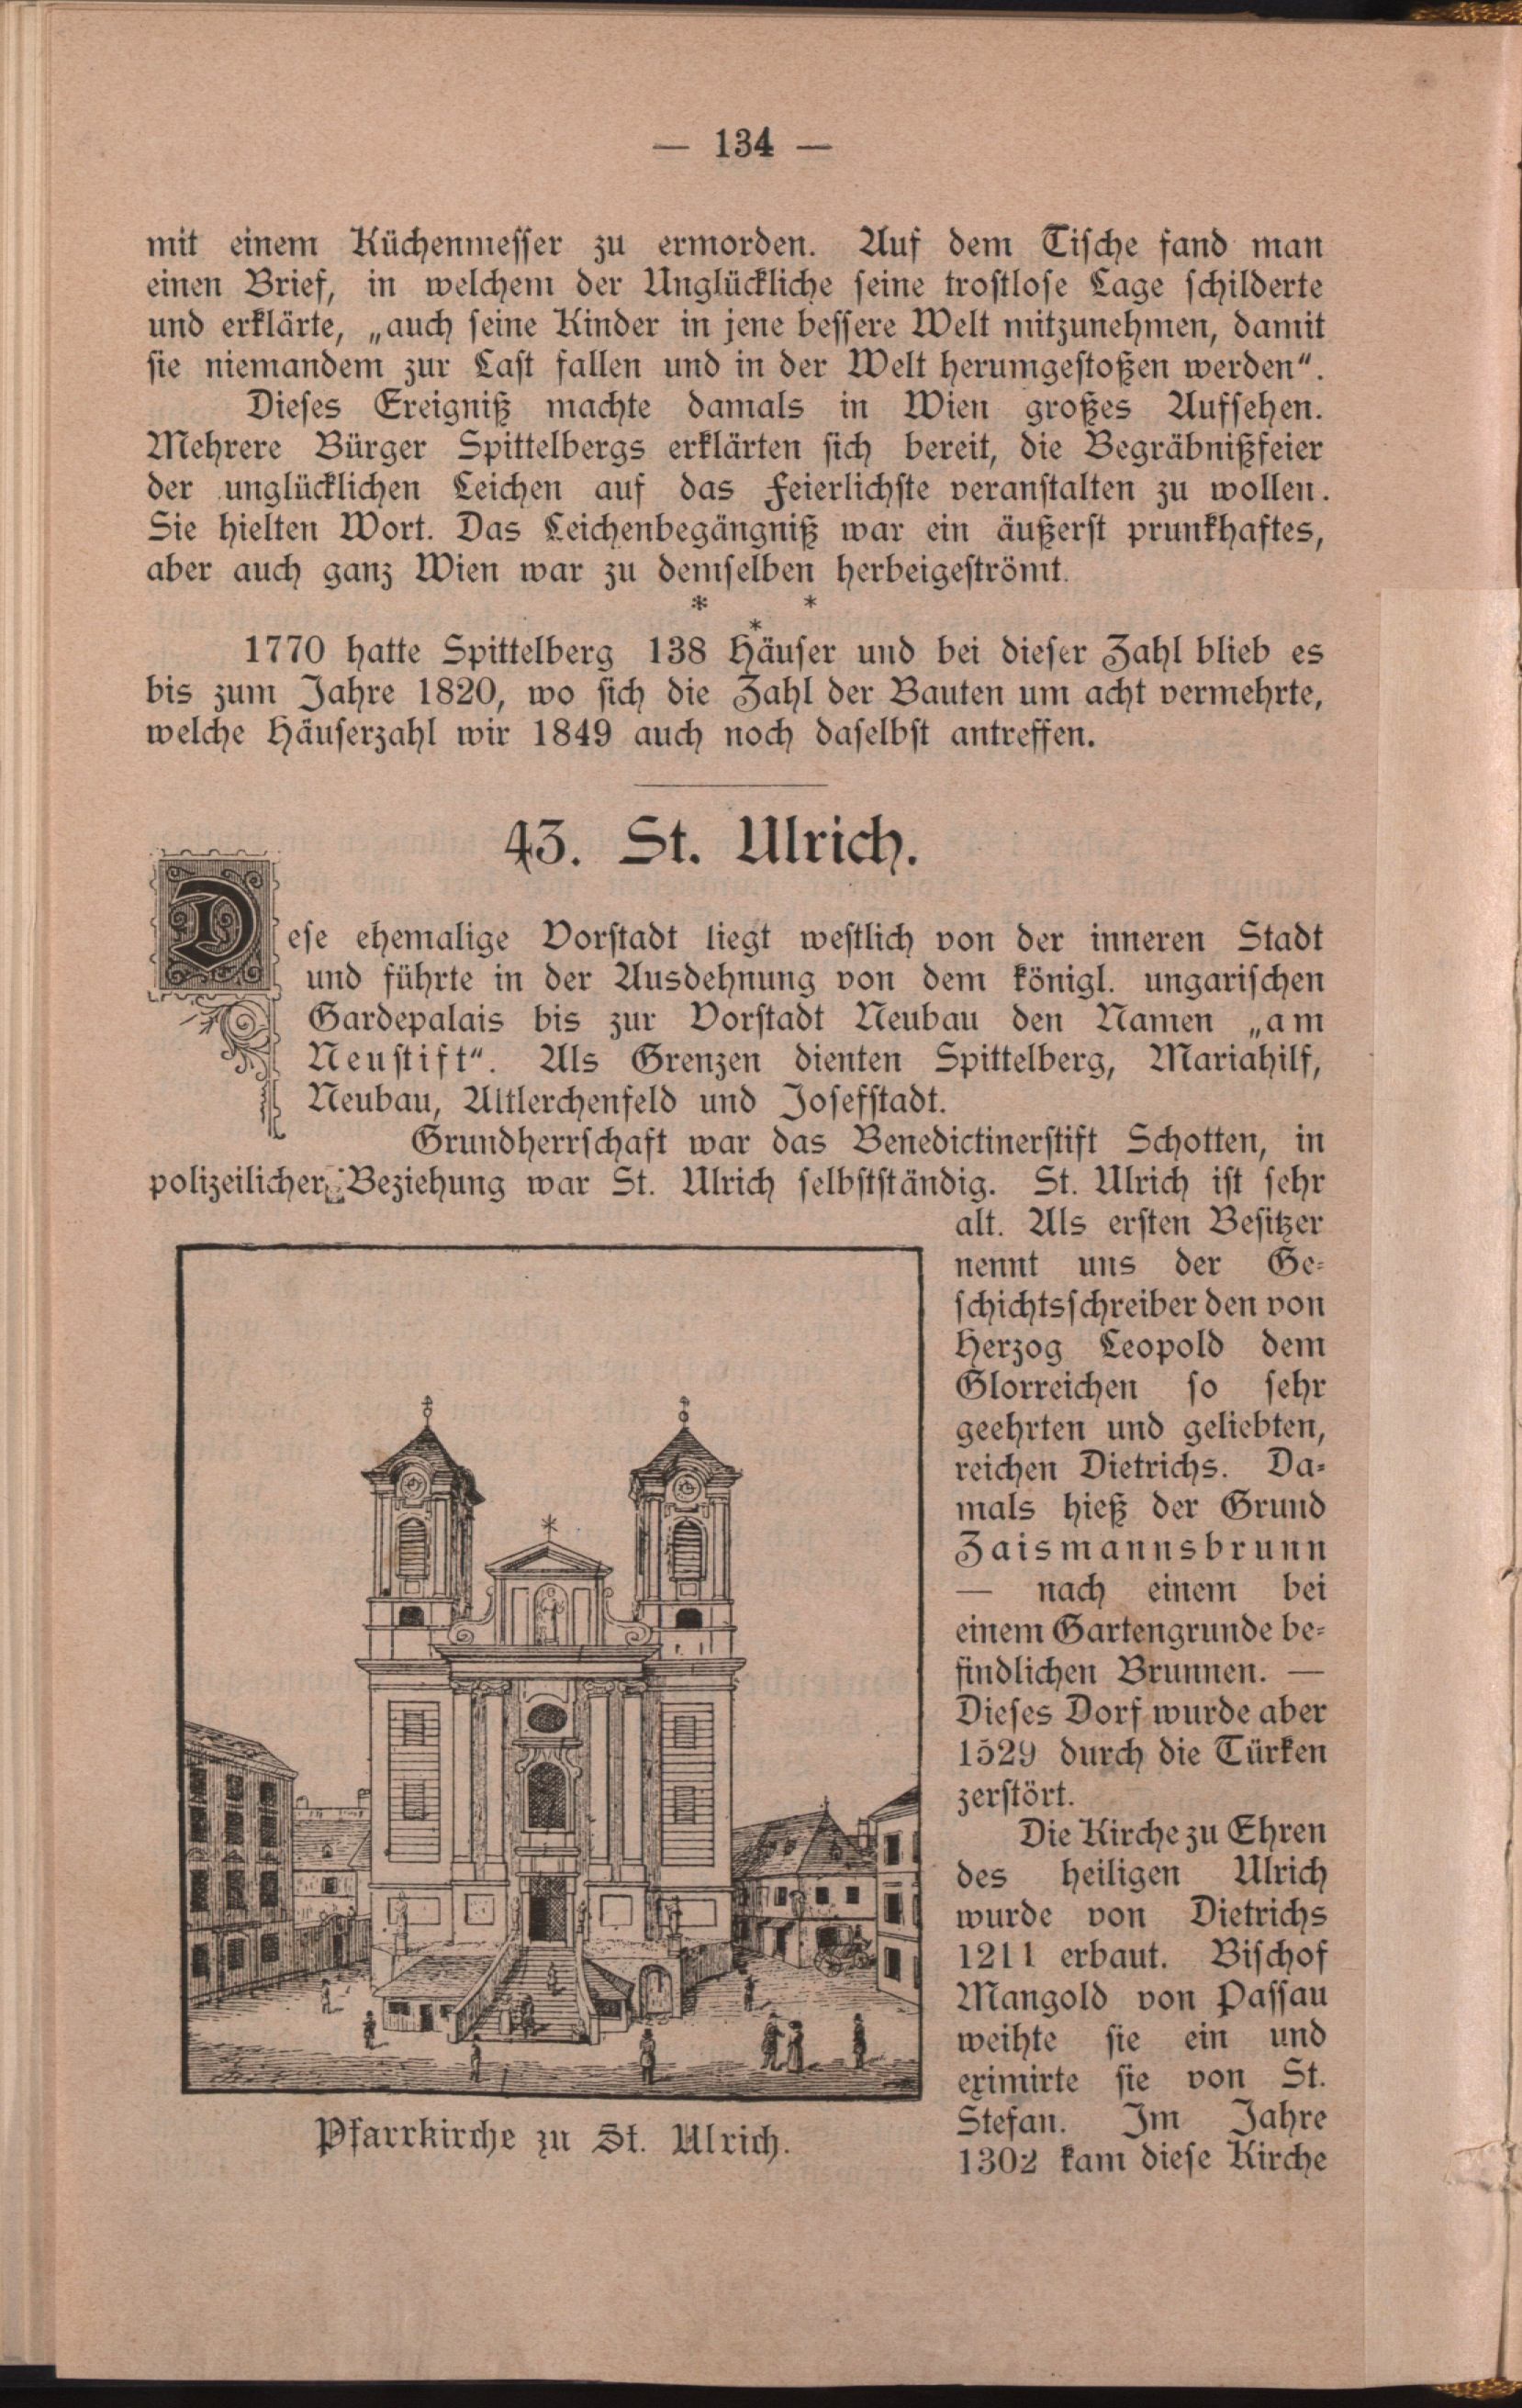 — 134 —
mit einem Küchenmesser zu ermorden. Auf dem Tische fand man
einen Brief, in welchem der Unglückliche seine trostlose Lage schilderte
und erklärte, „auch seine Kinder in jene bessere Welt mitzunehmen, damit
sie niemandem zur Last fallen und in der Welt herumgestoßen werden“.
Dieses Ereigniß machte damals in Wien großes Aufsehen.
Mehrere Bürger Spittelbergs erklärten sich bereit, die Begräbnißfeier
der unglücklichen Leichen auf das Feierlichste veranstalten zu wollen.
Sie hielten Wort. Das Leichenbegängniß war ein äußerst prunkhaftes,
aber auch ganz Wien war zu demselben herbeigeströmt.
* * *
1770 hatte Spittelberg 138 Häuser und bei dieser Zahl blieb es
bis zum Jahre 1820, wo sich die Zahl der Bauten um acht vermehrte,
welche Häuserzahl wir 1849 auch noch daselbst antreffen.
43. St. Ulrich.
Dese ehemalige Vorstadt liegt westlich von der inneren Stadt
und führte in der Ausdehnung von dem königl. ungarischen
Gardepalais bis zur Vorstadt Neubau den Namen „am
Neustift“. Als Grenzen dienten Spittelberg, Mariahilf,
Neubau, Altlerchenfeld und Josefstadt.
Grundherrschaft war das Benedictinerstift Schotten, in
polizeilicher Beziehung war St. Ulrich selbstständig. St. Ulrich ist sehr
alt. Als ersten Besitzer
nennt uns der Ge-
schichtsschreiber den von
Herzog Leopold dem
Glorreichen so sehr
geehrten und geliebten,
reichen Dietrichs. Da-
mals hieß der Grund
Zaismannsbrunn
— nach einem bei
einem Gartengrunde be-
findlichen Brunnen. —
Dieses Dorf wurde aber
1529 durch die Türken
zerstört.
Die Kirche zu Ehren
des heiligen Ulrich
wurde von Dietrichs
1211 erbaut. Bischof
Mangold von Passau
weihte sie ein und
eximirte sie von St.
Stefan. Im Jahre
1302 kam diese Kirche
Pfarrkirche zu St. Ulrich.